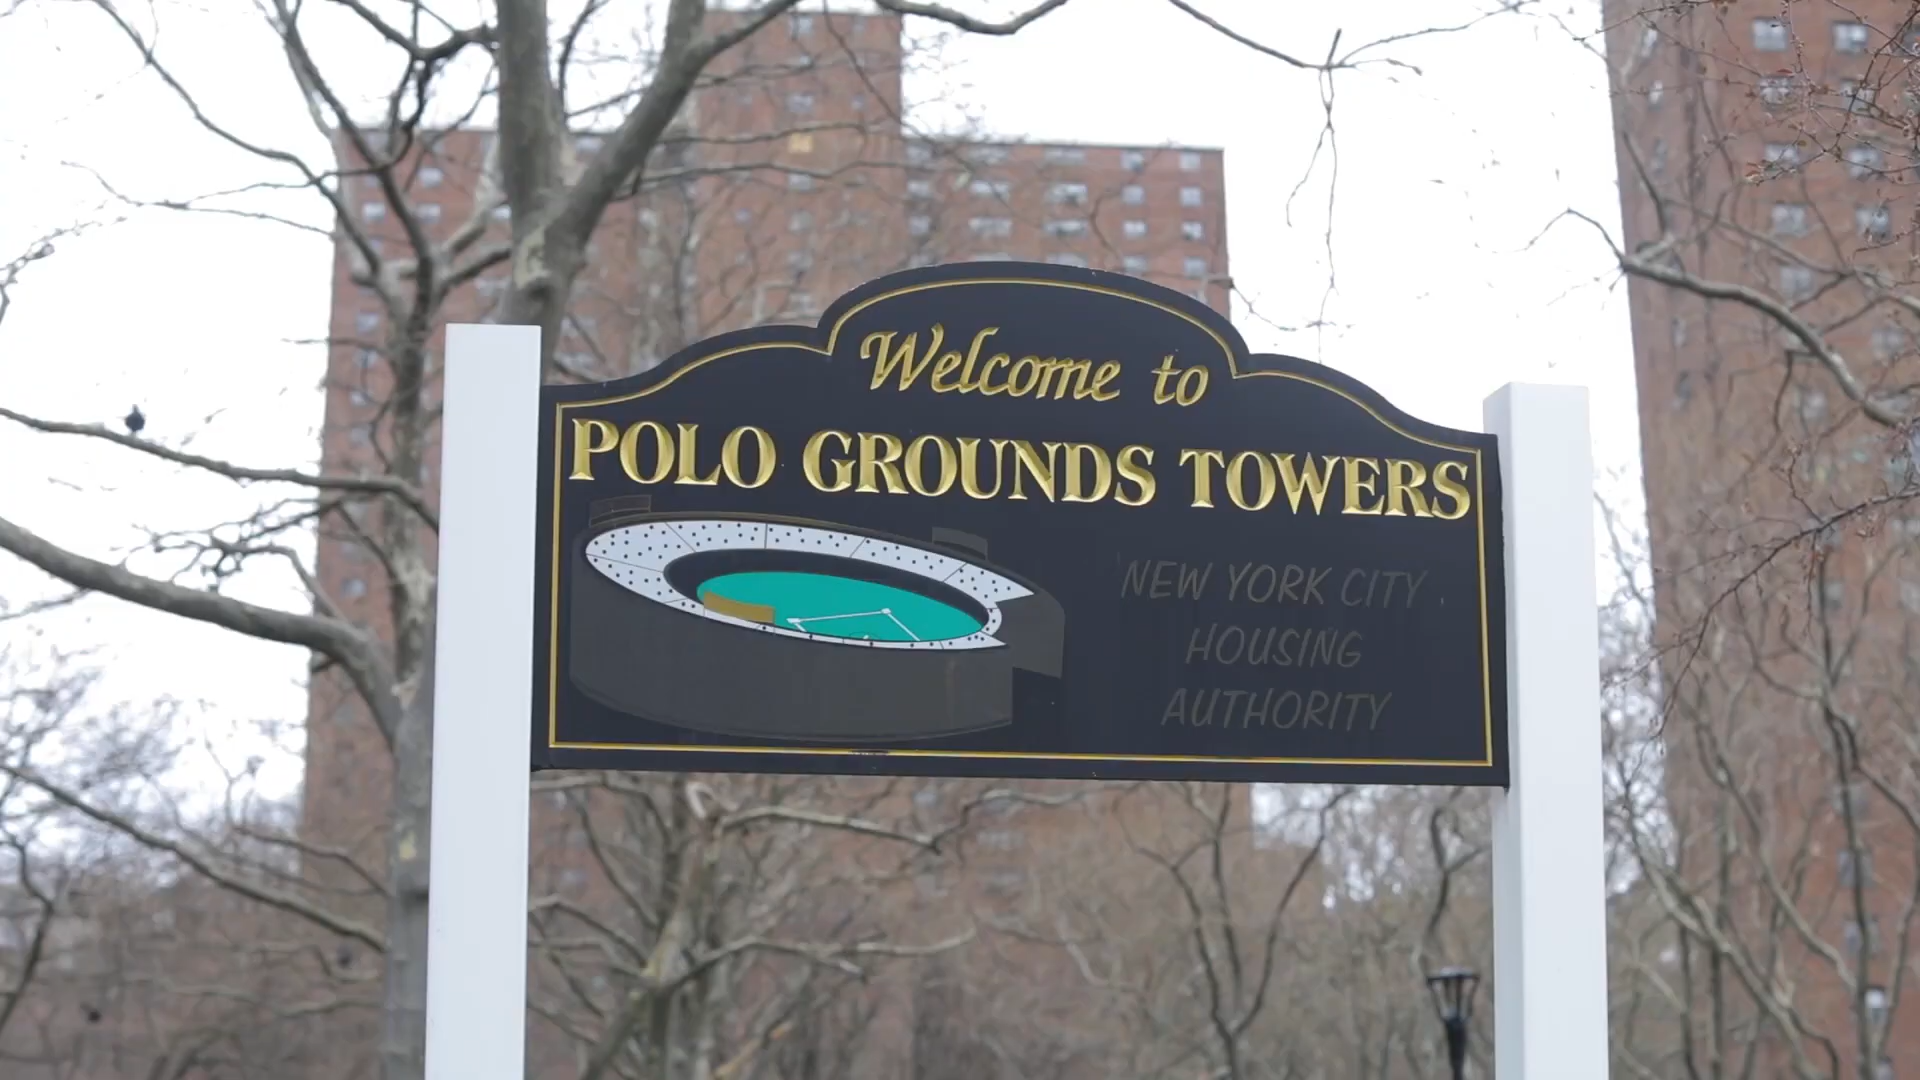 Welcome to
POLO GROUNDS TOWERS
NEW YORK CITY
HOUSING
AUTHORITY